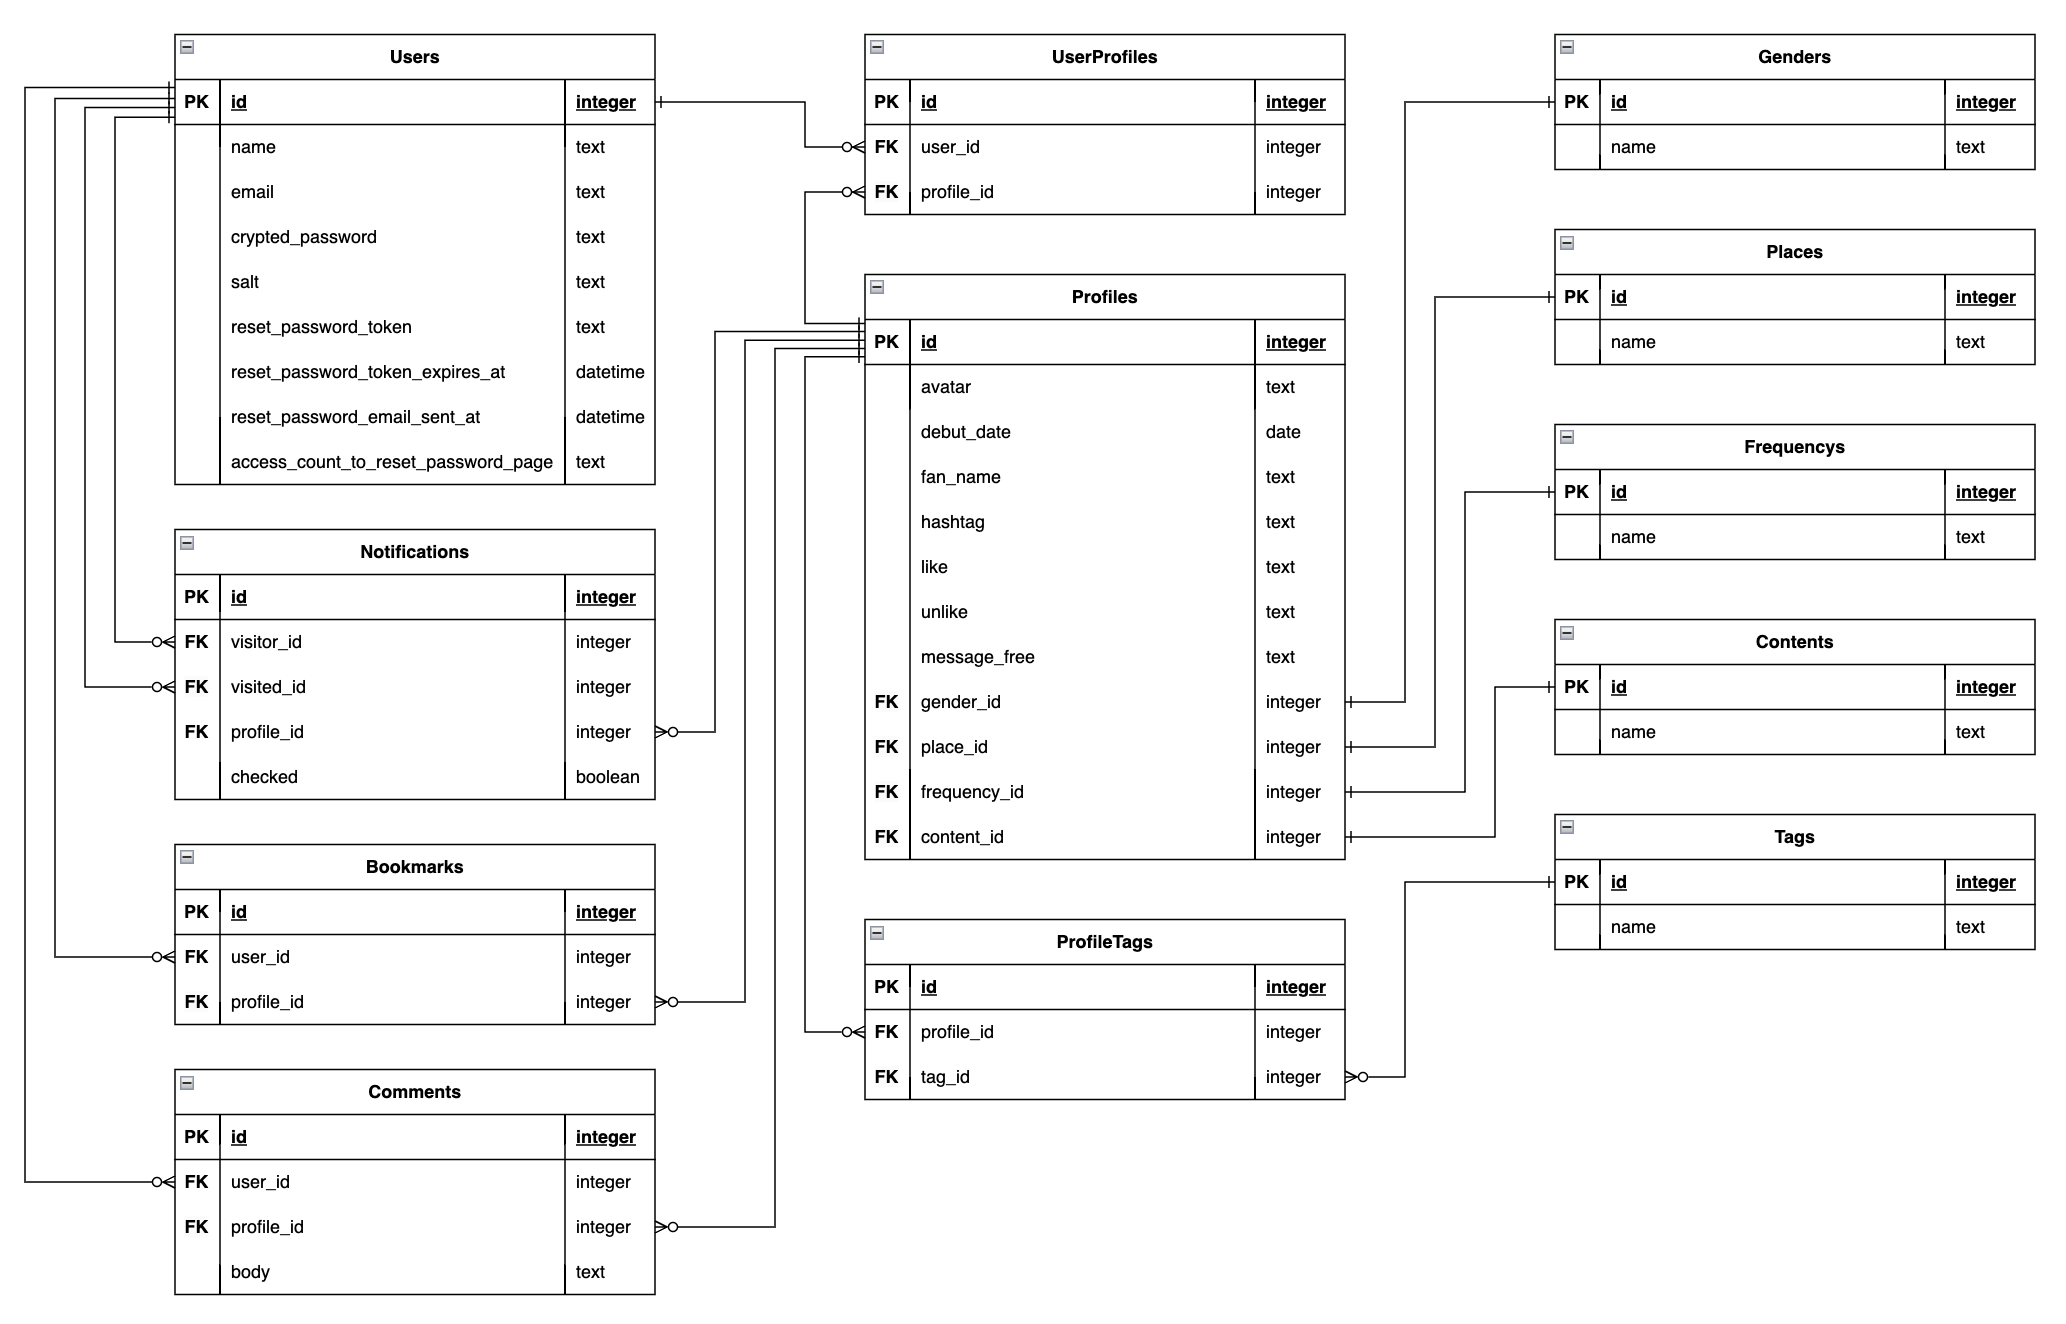 Users
PK id integer
name text
email text
crypted_password text
salt text
reset_password_token text
reset_password_token_expires_at datetime
reset_password_email_sent_at datetime
access_count_to_reset_password_page text
Notifications
PK id integer
FK visitor_id integer
FK visited_id integer
FK profile_id integer
checked boolean
Bookmarks
PK id integer
FK user_id integer
FK profile_id integer
Comments
PK id integer
FK user_id integer
FK profile_id integer
body text
UserProfiles
PK id integer
FK user_id integer
FK profile_id integer
Profiles
PK id integer
avatar text
debut_date date
fan_name text
hashtag text
like text
unlike text
message_free text
FK gender_id integer
FK place_id integer
FK frequency_id integer
FK content_id integer
ProfileTags
PK id integer
FK profile_id integer
FK tag_id integer
Genders
PK id integer
name text
Places
PK id integer
name text
Frequencys
PK id integer
name text
Contents
PK id integer
name text
Tags
PK id integer
name text